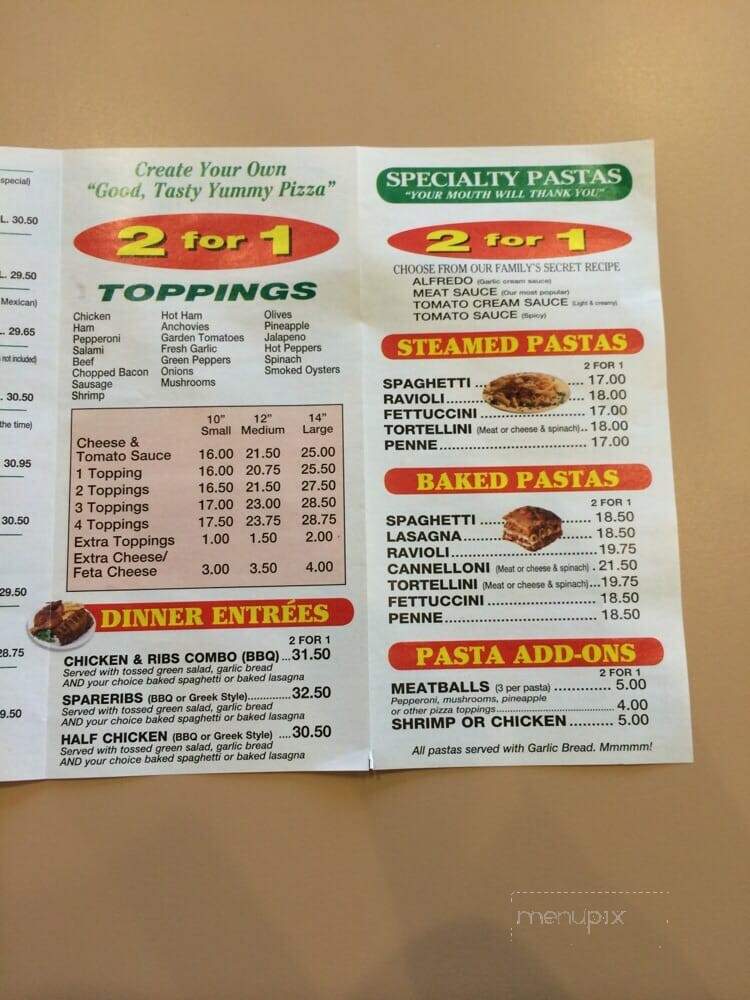 special)
L. 30.50
L. 29.50
Mexican)
. 29.65
not included)
. 30.50
the time)
30.95
30.50
29.50
28.75
9.50
Create Your Own
"Good, Tasty Yummy Pizza"
2 for 1
TOPPINGS
Chicken
Ham
Pepperoni
Salami
Beef
Chopped Bacon
Sausage
Shrimp
Hot Ham
Anchovies
Garden Tomatoes
Fresh Garlic
Green Peppers
Onions
Mushrooms
Olives
Pineapple
Jalapeno
Hot Peppers
Spinach
Smoked Oysters
10" 12" 14"
Small Medium Large
Cheese &
Tomato Sauce 16.00 21.50 25.00
1 Topping 16.00 20.75 25.50
2 Toppings 16.50 21.50 27.50
3 Toppings 17.00 23.00 28.50
4 Toppings 17.50 23.75 28.75
Extra Toppings 1.00 1.50 2.00
Extra Cheese/
Feta Cheese 3.00 3.50 4.00
DINNER ENTRÉES
2 FOR 1
CHICKEN & RIBS COMBO (BBQ) ...31.50
Served with tossed green salad, garlic bread
AND your choice baked spaghetti or baked lasagna
SPARERIBS (BBQ or Greek Style)............. 32.50
Served with tossed green salad, garlic bread
AND your choice baked spaghetti or baked lasagna
HALF CHICKEN (BBQ or Greek Style) ....30.50
Served with tossed green salad, garlic bread
AND your choice baked spaghetti or baked lasagna
SPECIALTY PASTAS
"YOUR MOUTH WILL THANK YOU"
2 for 1
CHOOSE FROM OUR FAMILY'S SECRET RECIPE
ALFREDO (Garlic cream sauce)
MEAT SAUCE (Our most popular)
TOMATO CREAM SAUCE (Light & creamy)
TOMATO SAUCE (Spicy)
STEAMED PASTAS
2 FOR 1
SPAGHETTI ... 17.00
RAVIOLI...... 18.00
FETTUCCINI .. 17.00
TORTELLINI (Meat or cheese & spinach).. 18.00
PENNE........................ 17.00
BAKED PASTAS
2 FOR 1
SPAGHETTI .... 18.50
LASAGNA....... 18.50
RAVIOLI...................... 19.75
CANNELLONI (Meat or cheese & spinach) . 21.50
TORTELLINI (Meat or cheese & spinach)...19.75
FETTUCCINI .................. 18.50
PENNE........................ 18.50
PASTA ADD-ONS
2 FOR 1
MEATBALLS (3 per pasta) ............ 5.00
Pepperoni, mushrooms, pineapple
or other pizza toppings............................ 4.00
SHRIMP OR CHICKEN.......... 5.00
All pastas served with Garlic Bread. Mmmmm!
menupix